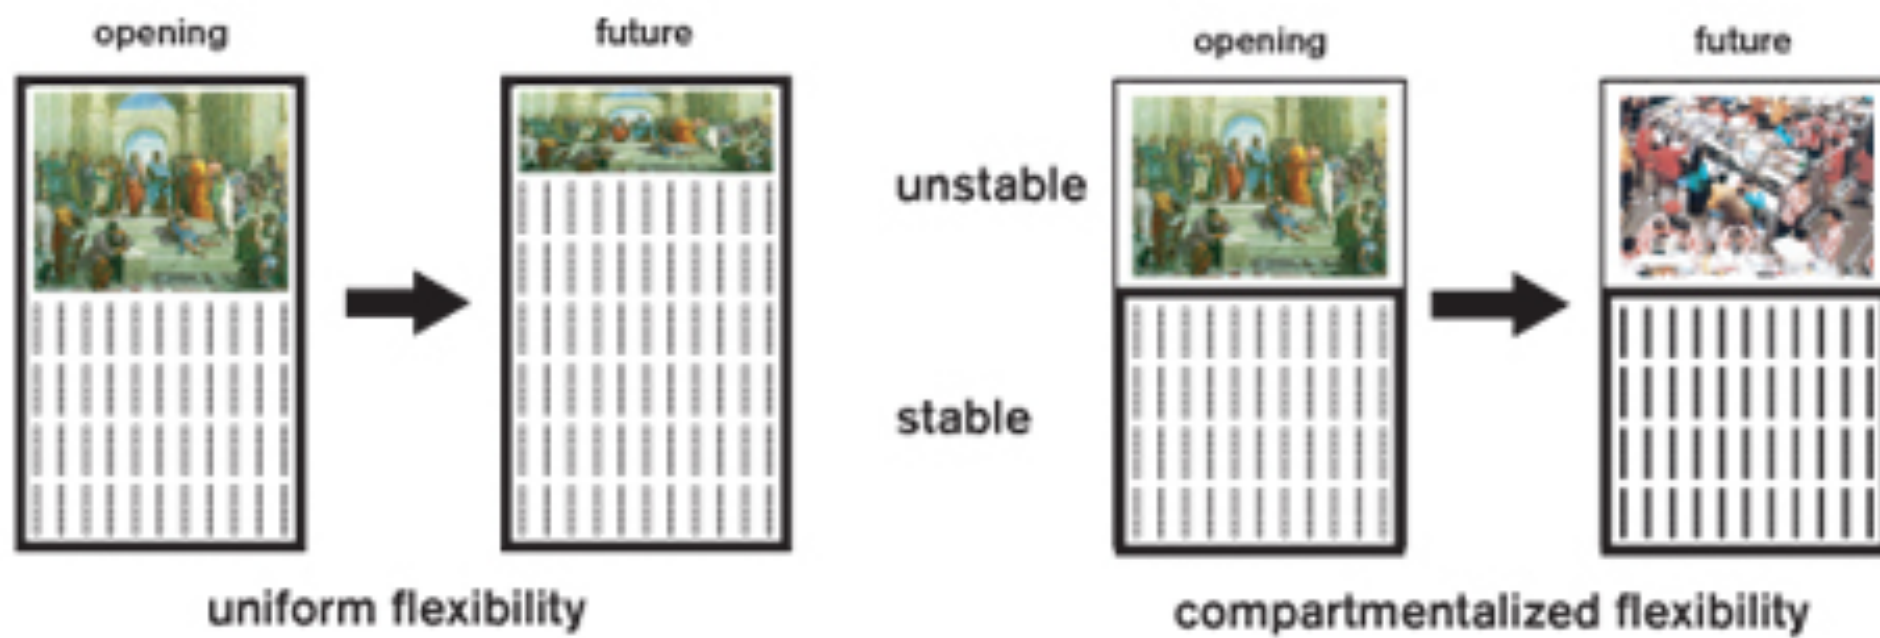 opening
future
uniform flexibility
opening
future
unstable
stable
compartmentalized flexibility